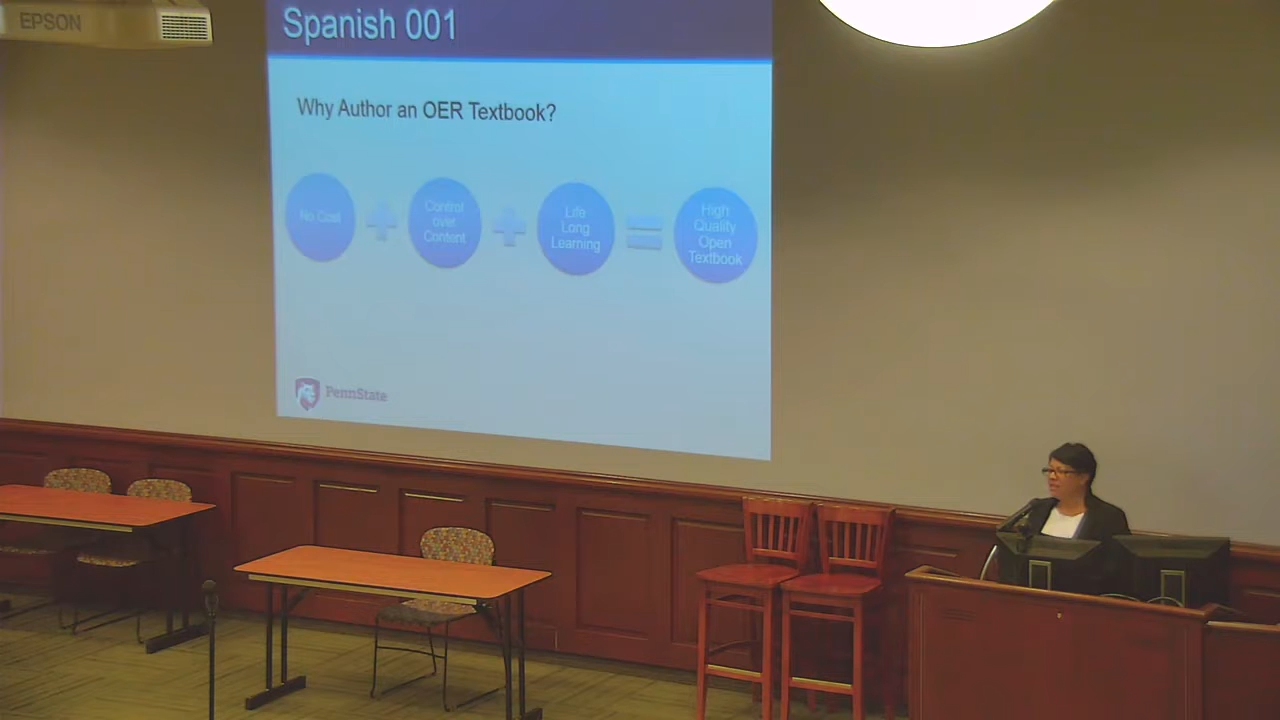 EPSON
Spanish 001
Why Author an OER Textbook?
No Cost
Control
over
Content
Life
Long
Learning
High
Quality
Open
Textbook
PennState